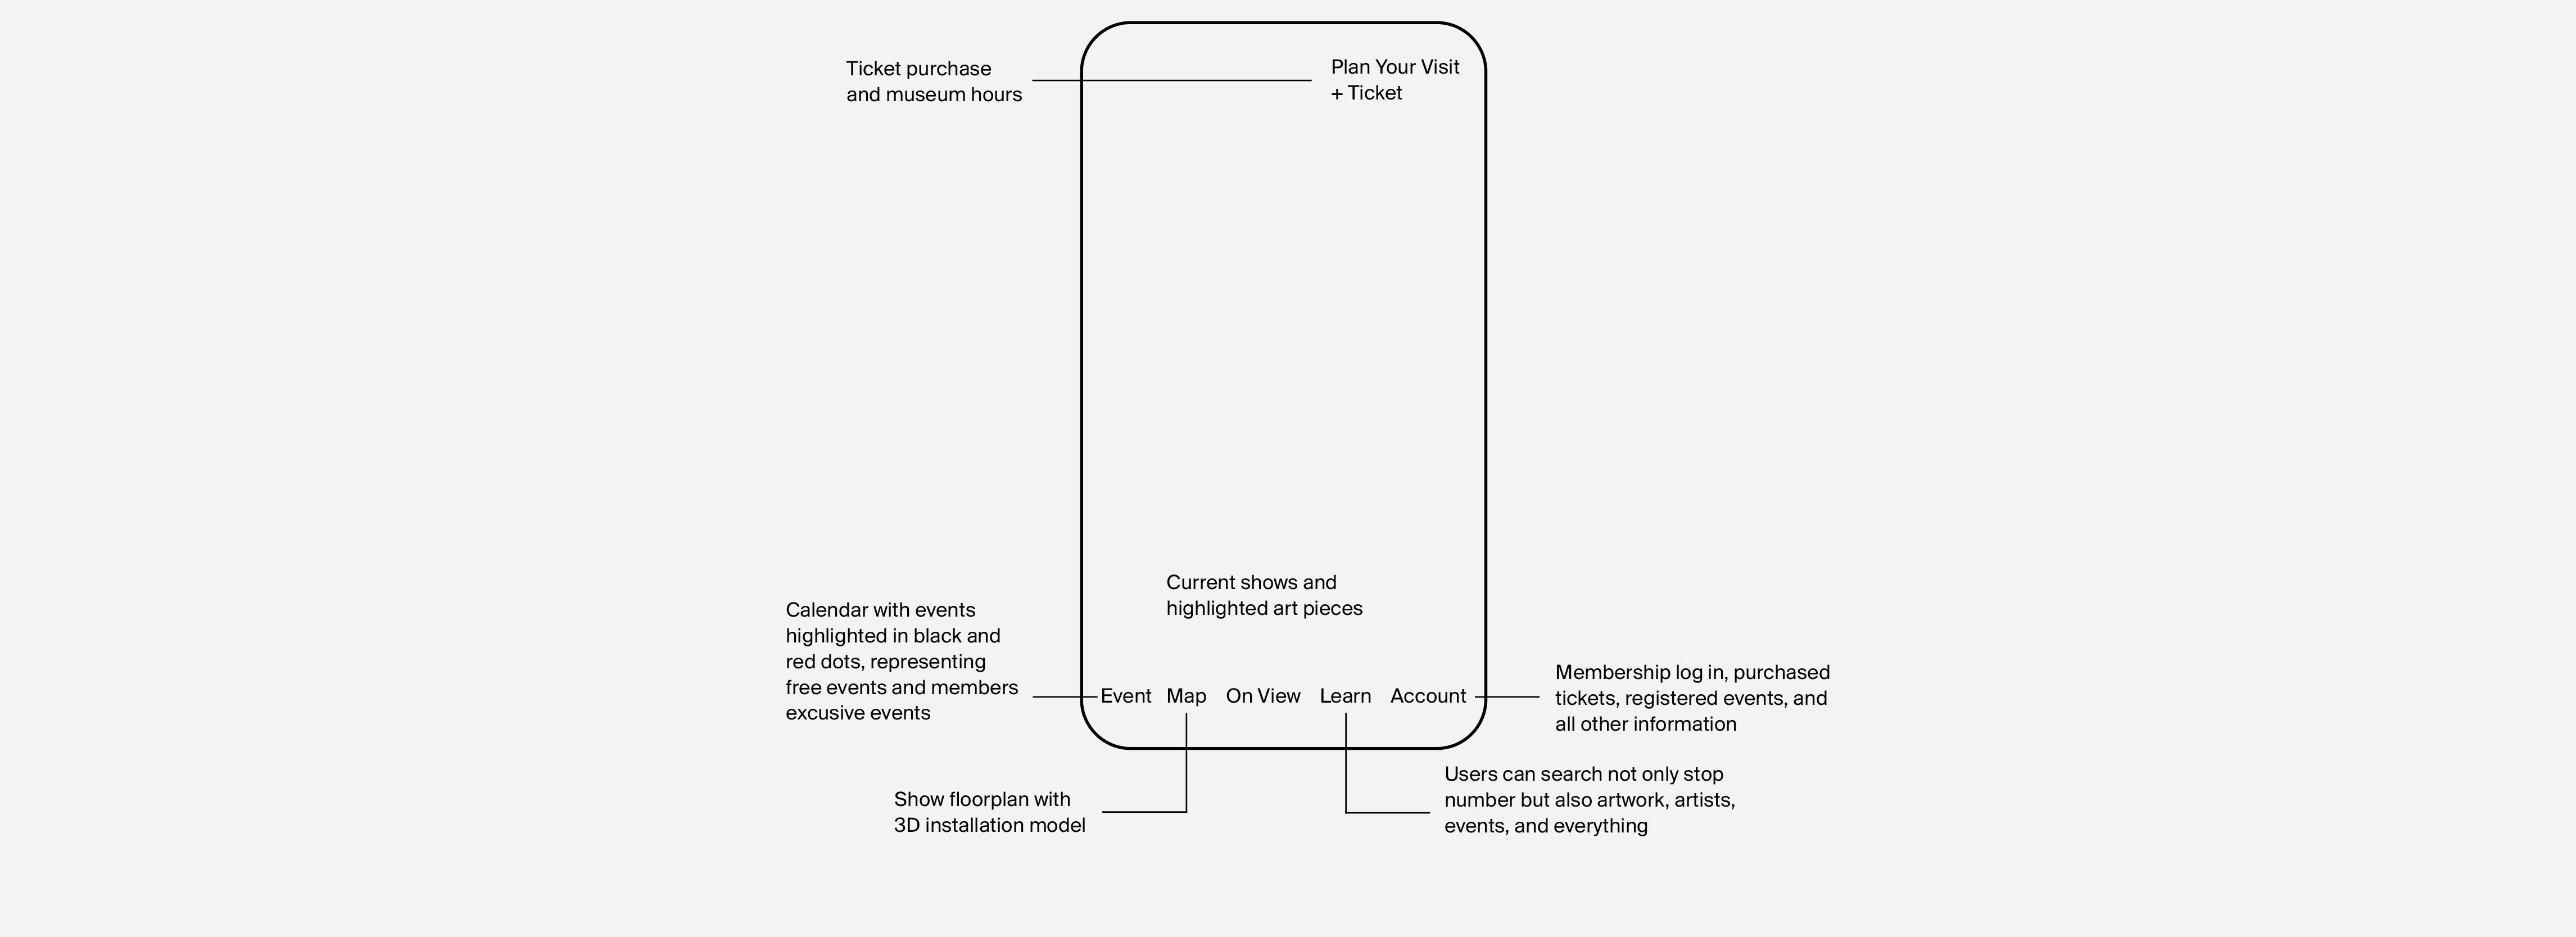 Ticket purchase
and museum hours
Plan Your Visit
+ Ticket
Current shows and
highlighted art pieces
Calendar with events
highlighted in black and
red dots, representing
free events and members
excusive events
Event Map On View Learn Account
Membership log in, purchased
tickets, registered events, and
all other information
Show floorplan with
3D installation model
Users can search not only stop
number but also artwork, artists,
events, and everything